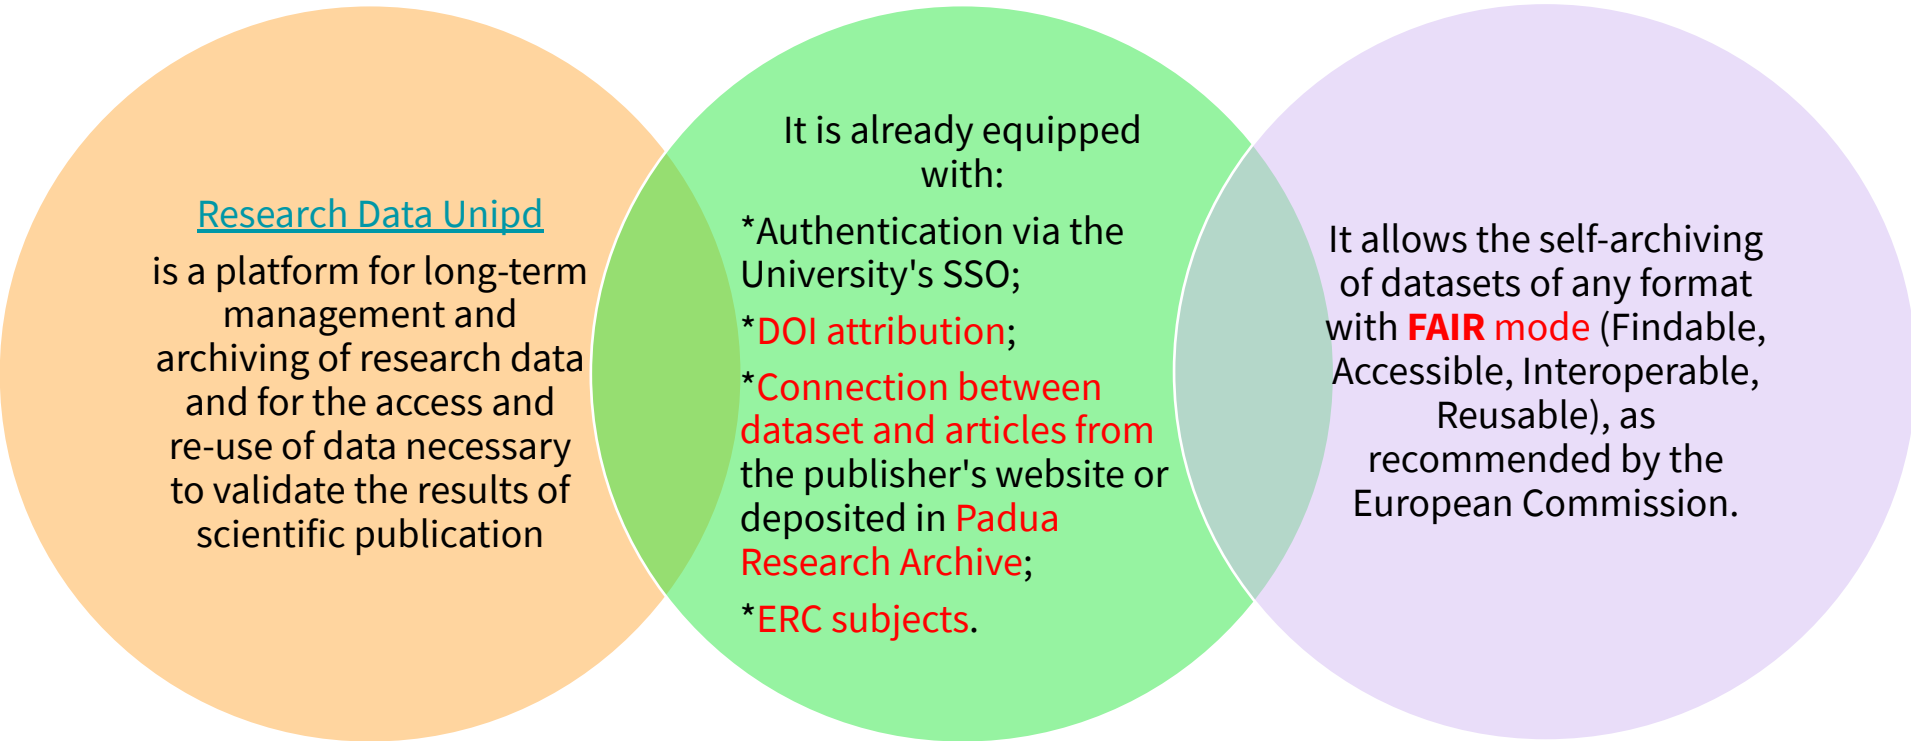 Research Data Unipd
is a platform for long-term
management and
archiving of research data
and for the access and
re-use of data necessary
to validate the results of
scientific publication
It is already equipped
with:
*Authentication via the
University's SSO;
*DOI attribution;
*Connection between
dataset and articles from
the publisher's website or
deposited in Padua
Research Archive;
*ERC subjects.
It allows the self-archiving
of datasets of any format
with FAIR mode (Findable,
Accessible, Interoperable,
Reusable), as
recommended by the
European Commission.